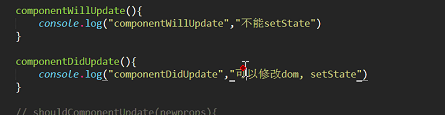 componentWillUpdate(){
console.log("componentWillUpdate","不能setState")
}
componentDidUpdate(){
console.log("componentDidUpdate","可以修改dom, setState")
}
// shouldComponentUpdate(newprops){